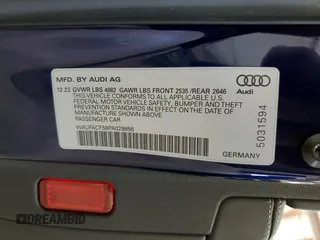 MFD. BY AUDI AG
12 22 GVWR LBS 4982 GAWR LBS FRONT 2535 /REAR 2646
THIS VEHICLE CONFORMS TO ALL APPLICABLE U.S.
FEDERAL MOTOR VEHICLE SAFETY, BUMPER AND THEFT
PREVENTION STANDARDS IN EFFECT ON THE DATE OF
MANUFACTURE SHOWN ABOVE
PASSENGER CAR
Audi
5031594
GERMANY
DREAMBID